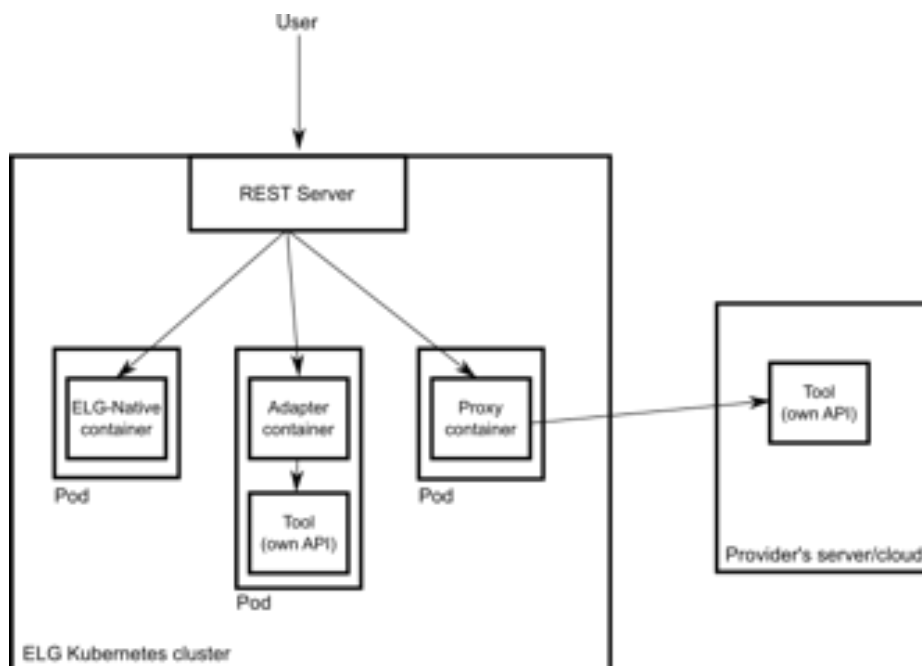 User
REST Server
ELG-Native
container
Adapter
container
Proxy
container
Tool
(own API)
Pod
Tool
(own API)
Pod
Pod
Provider's server/cloud
ELG Kubernetes cluster